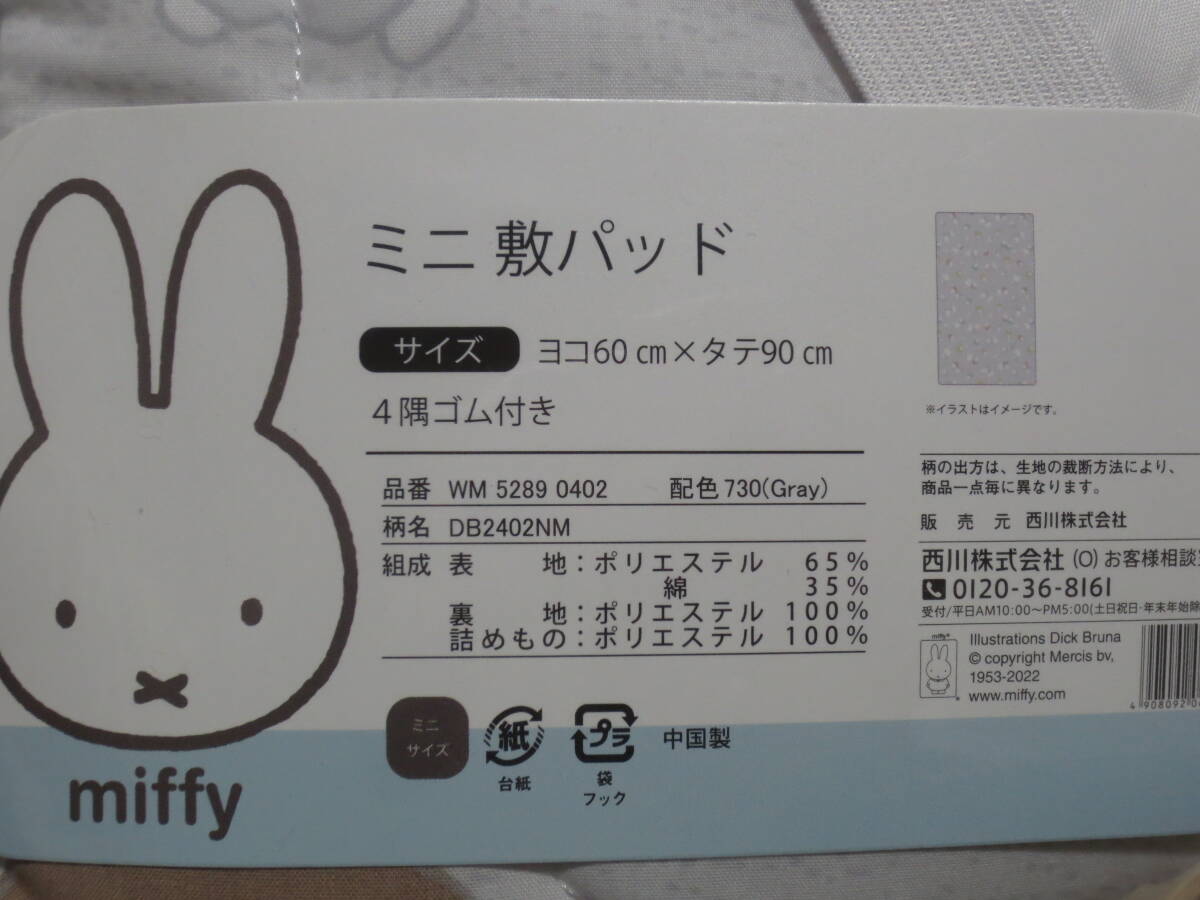 ミニ 敷パッド
サイズ ヨコ60㎝×タテ90㎝
4隅ゴム付き
品番 WM 5289 0402 配色 730(Gray)
柄名 DB2402NM
組成 表 地：ポリエステル 65%
綿 35%
裏 地：ポリエステル 100%
詰めもの：ポリエステル 100%
ミニ
サイズ
紙
台紙
プラ
袋
フック
中国製
miffy
※イラストはイメージです。
柄の出方は、生地の裁断方法により、
商品一点毎に異なります。
販 売 元 西川株式会社
西川株式会社 (O) お客様相談
0120-36-8161
受付/平日AM10:00〜PM5:00(土日祝日・年末年始除
miffy
Illustrations Dick Bruna
© copyright Mercis bv,
1953-2022
www.miffy.com
4 908092 0